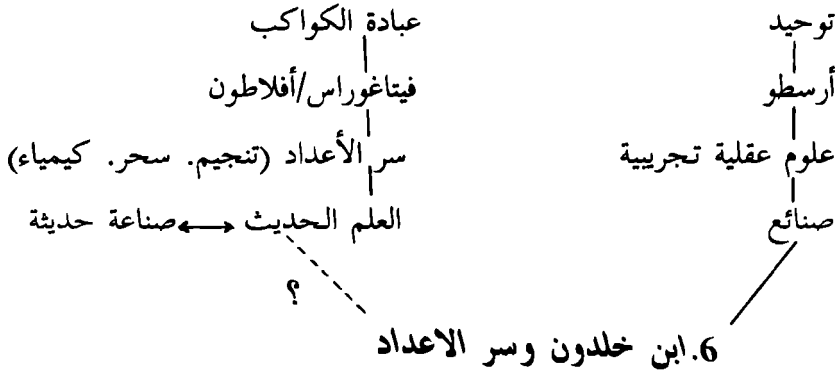 توحيد عبادة الكواكب
أرسطو فيتاغوراس/أفلاطون
علوم عقلية تجريبية سر الأعداد (تنجيم. سحر. كيمياء)
صنائع العلم الحديث ⟷ صناعة حديثة
؟
6. ابن خلدون وسر الاعداد